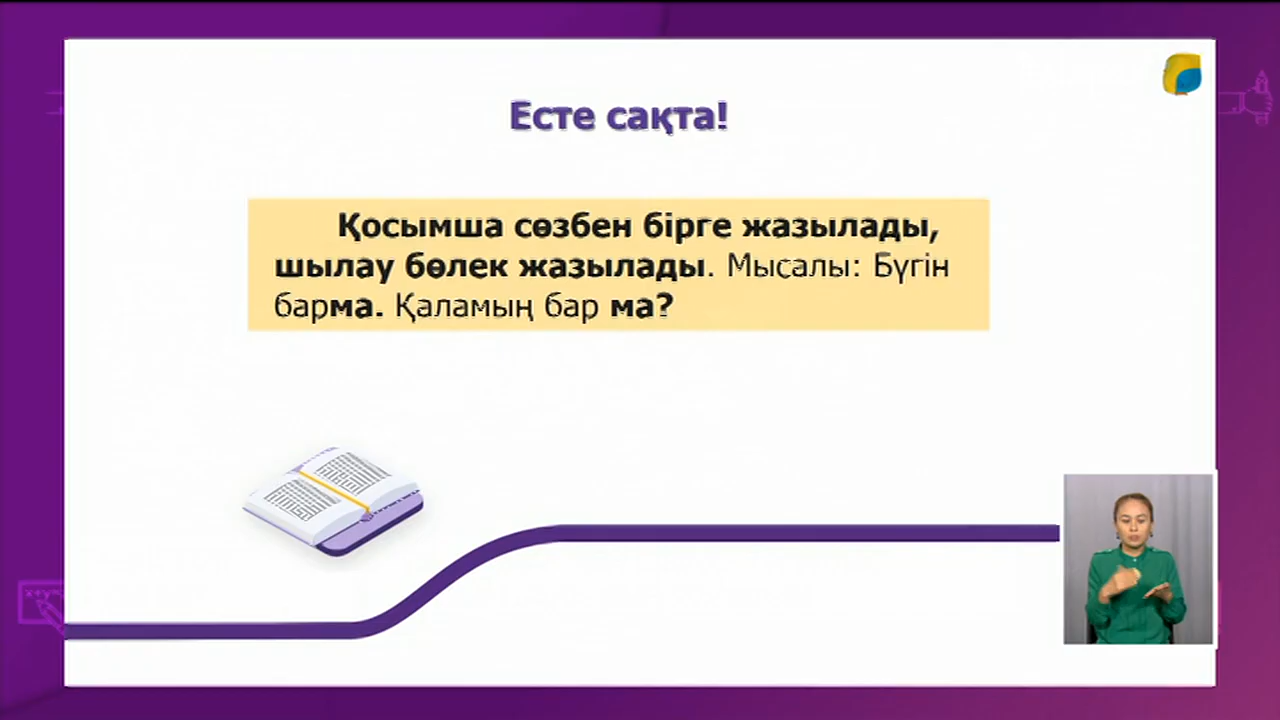 Есте сақта!
Қосымша сөзбен бірге жазылады,
шылау бөлек жазылады. Мысалы: Бүгін
барма. Қаламың бар ма?